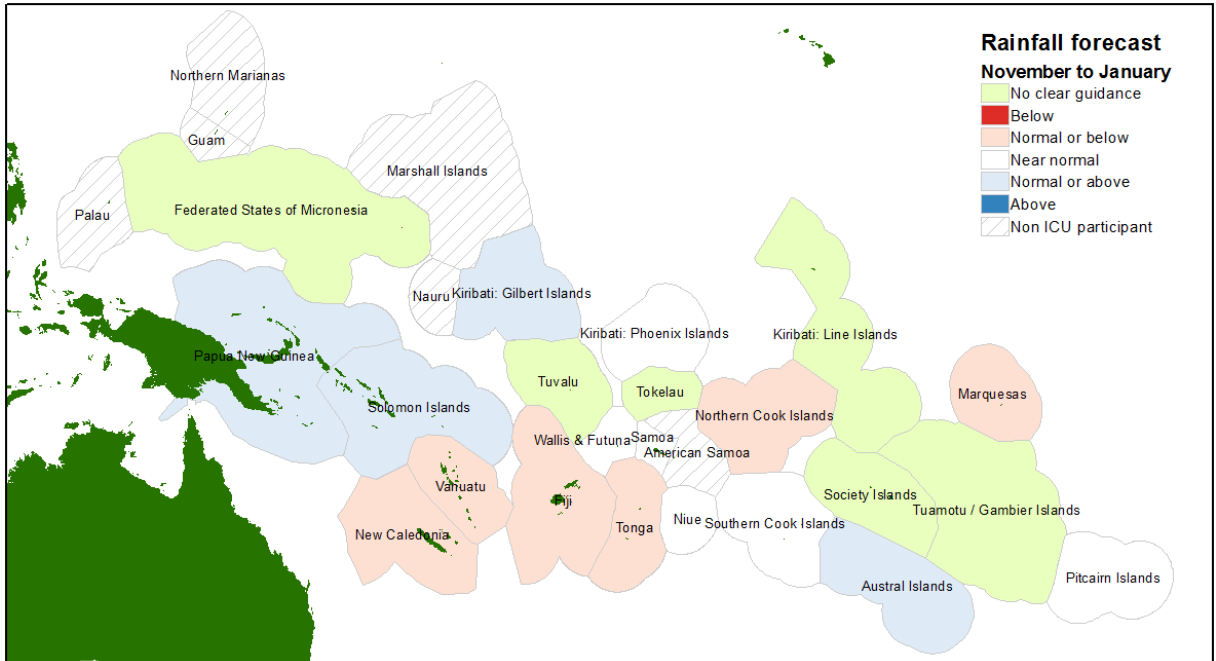 Rainfall forecast
November to January
No clear guidance
Below
Normal or below
Near normal
Normal or above
Above
Non ICU participant
Northern Marianas
Guam
Marshall Islands
Palau
Federated States of Micronesia
Nauru
Kiribati: Gilbert Islands
Kiribati: Phoenix Islands
Kiribati: Line Islands
Papua New Guinea
Tuvalu
Tokelau
Marquesas
Solomon Islands
Northern Cook Islands
Wallis & Futuna
Samoa
American Samoa
Vanuatu
Fiji
Society Islands
Tuamotu / Gambier Islands
New Caledonia
Tonga
Niue
Southern Cook Islands
Austral Islands
Pitcairn Islands